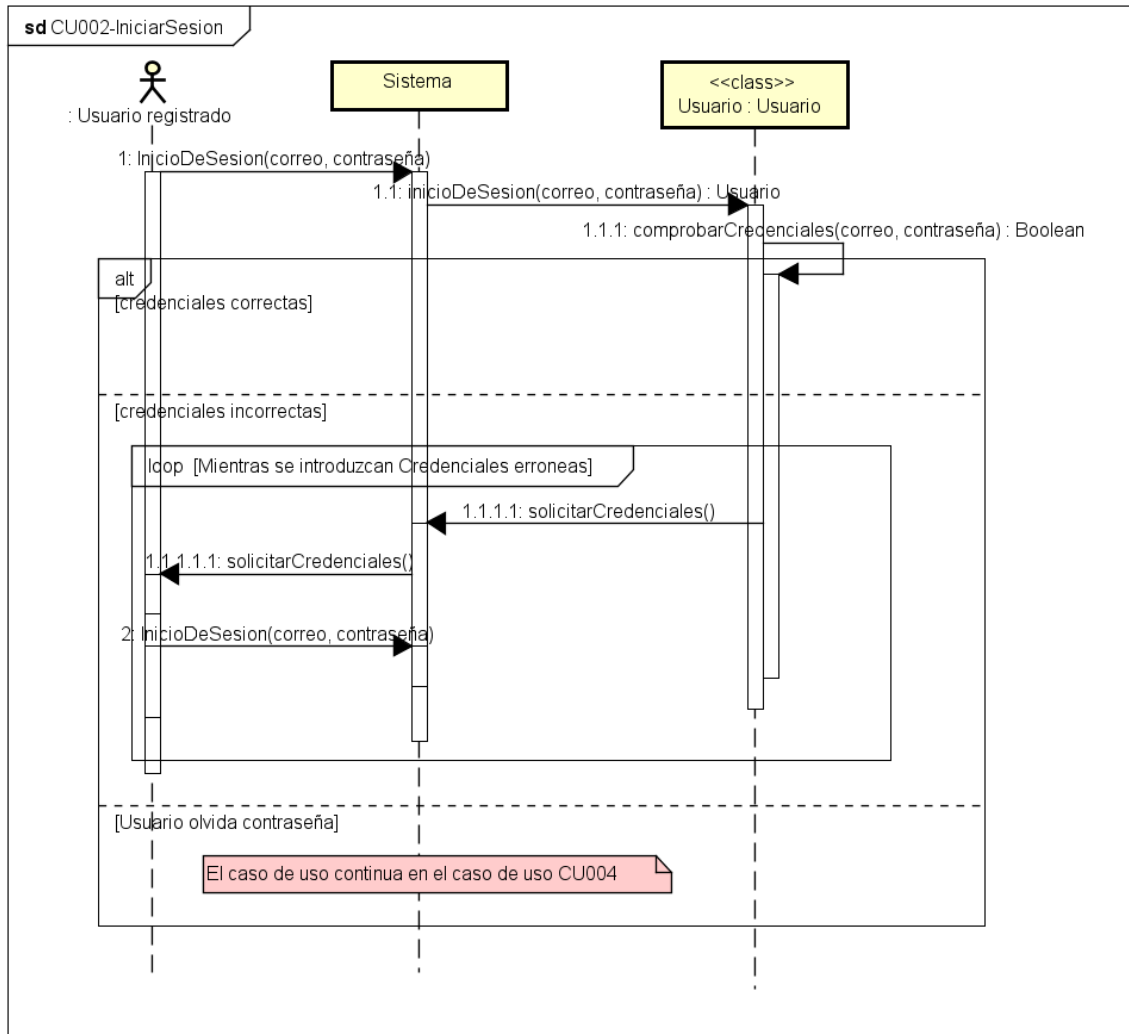 sd CU002-IniciarSesion
: Usuario registrado
Sistema
<<class>>
Usuario : Usuario
1: InicioDeSesion(correo, contraseña)
1.1: inicioDeSesion(correo, contraseña) : Usuario
1.1.1: comprobarCredenciales(correo, contraseña) : Boolean
alt
[credenciales correctas]
[credenciales incorrectas]
loop [Mientras se introduzcan Credenciales erroneas]
1.1.1.1: solicitarCredenciales()
1.1.1.1.1: solicitarCredenciales()
2: InicioDeSesion(correo, contraseña)
[Usuario olvida contraseña]
El caso de uso continua en el caso de uso CU004